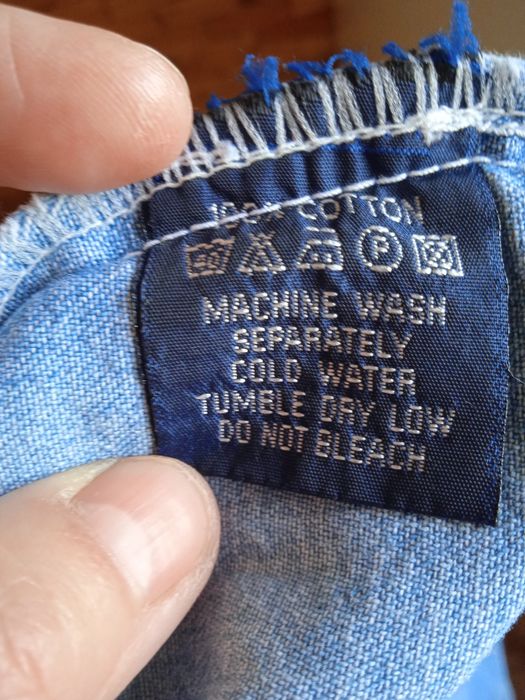 100% COTTON
P
MACHINE WASH
SEPARATELY
COLD WATER
TUMBLE DRY LOW
DO NOT BLEACH